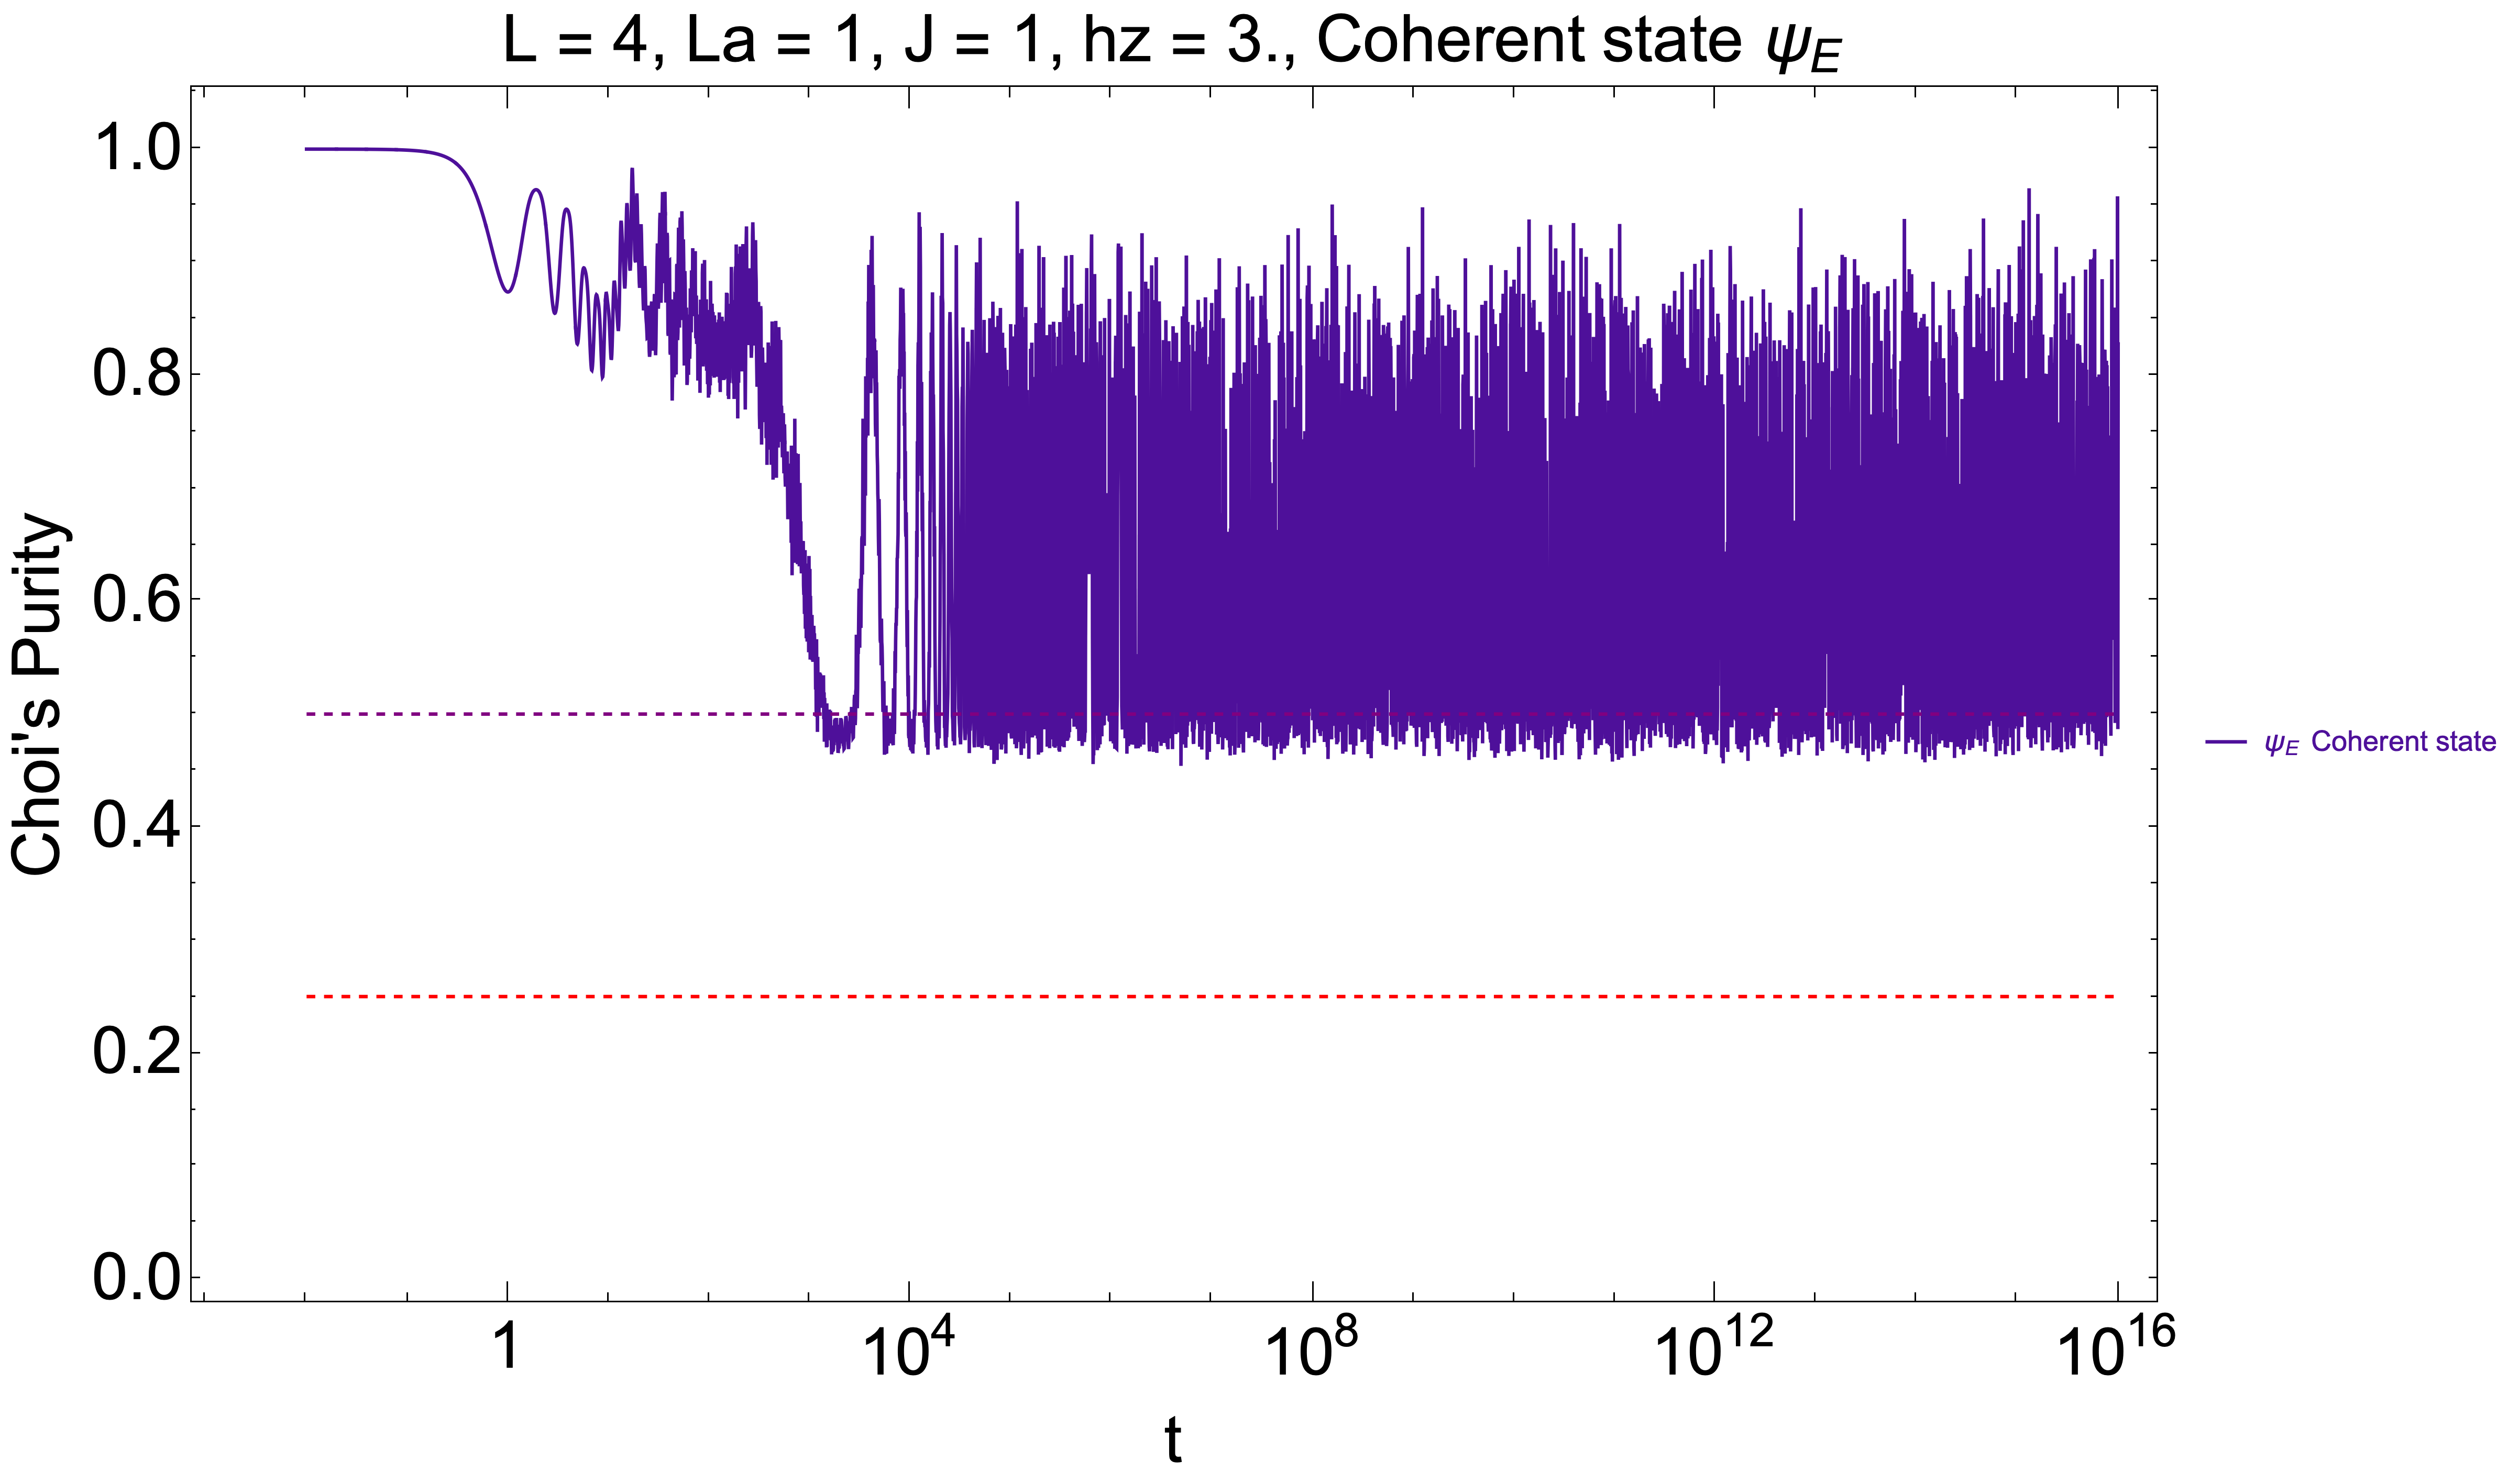 L = 4, La = 1, J = 1, hz = 3., Coherent state ψE
Choi's Purity
1.0
0.8
0.6
0.4
0.2
0.0
1
10^4
10^8
10^12
10^16
t
ψE Coherent state